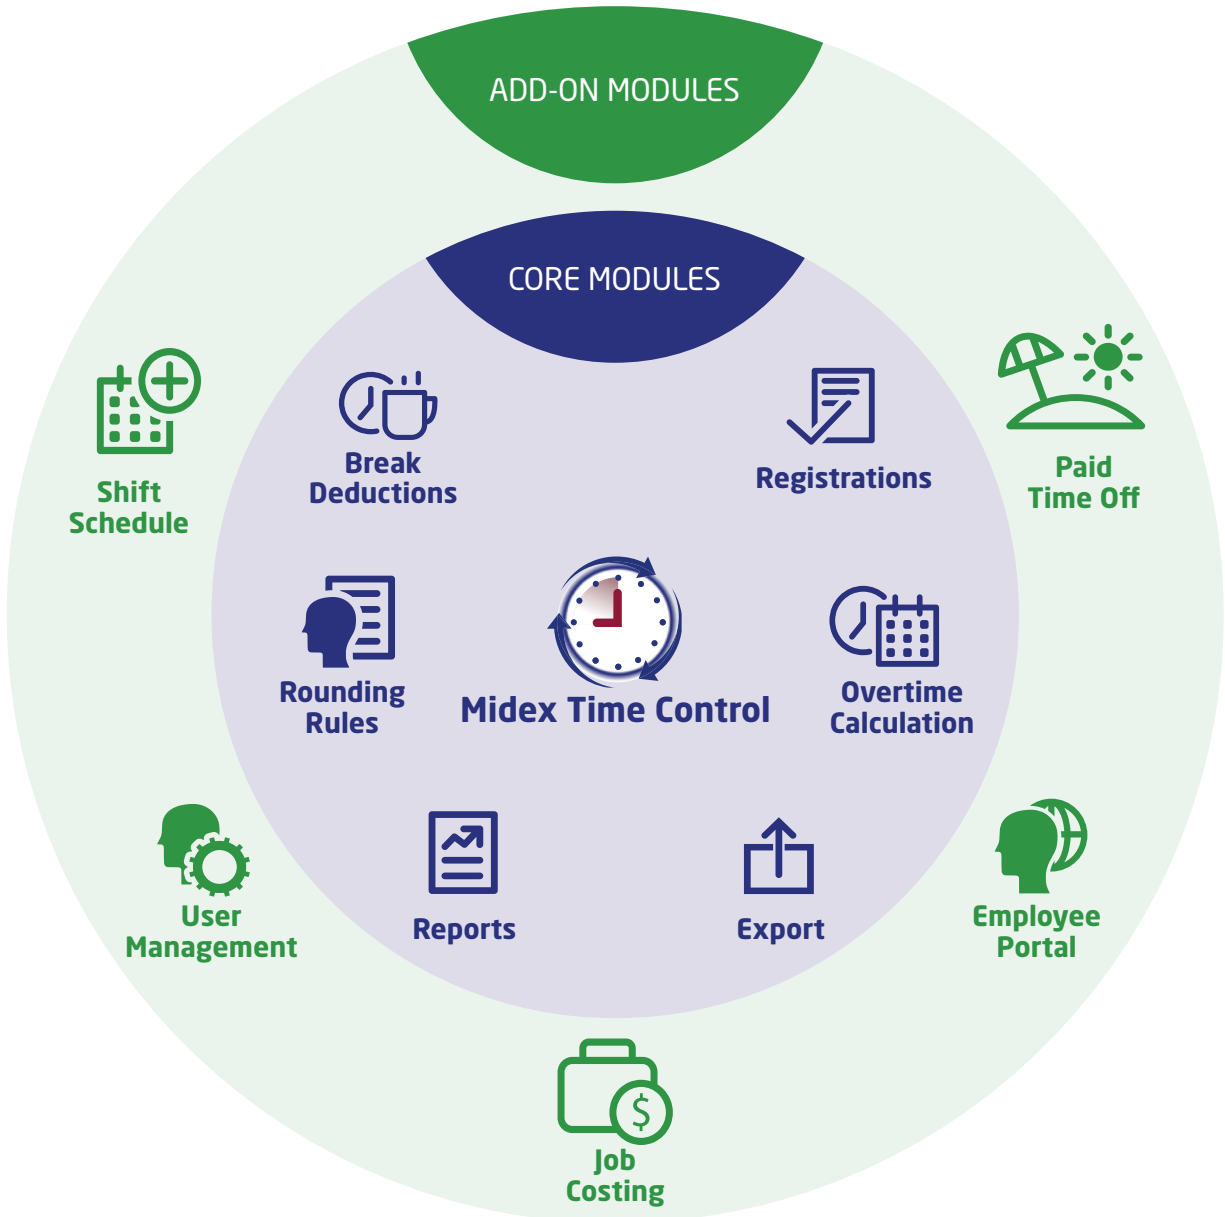 ADD-ON MODULES
CORE MODULES
Break
Deductions
Registrations
Shift
Schedule
Paid
Time Off
Rounding
Rules
Midex Time Control
Overtime
Calculation
User
Management
Reports
Export
Employee
Portal
$
Job
Costing